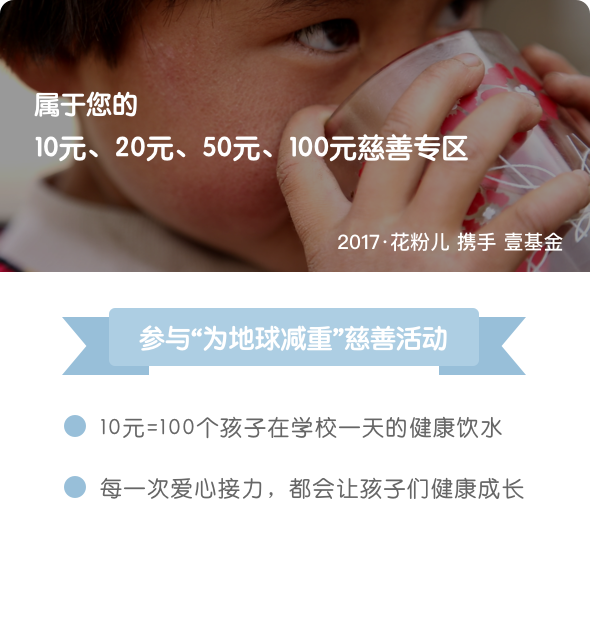 属于您的
10元、20元、50元、100元慈善专区
2017·花粉儿 携手 壹基金
参与“为地球减重”慈善活动
10元=100个孩子在学校一天的健康饮水
每一次爱心接力，都会让孩子们健康成长